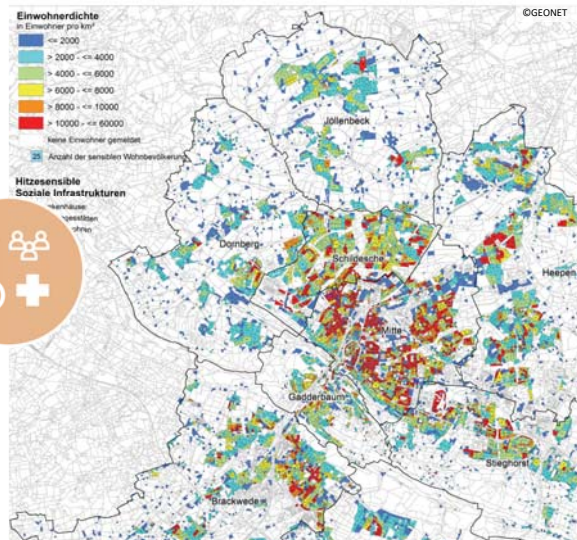 ©GEONET
Einwohnerdichte
in Einwohner pro km²
<= 2000
> 2000 - <= 4000
> 4000 - <= 6000
> 6000 - <= 8000
> 8000 - <= 10000
> 10000 - <= 60000
keine Einwohner gemeldet
25 Anzahl der sensiblen Wohnbevölkerung
Hitzesensible
Soziale Infrastrukturen
Jöllenbeck
Dornberg
Schildesche
Heepen
Mitte
Gadderbaum
Stieghorst
Brackwede